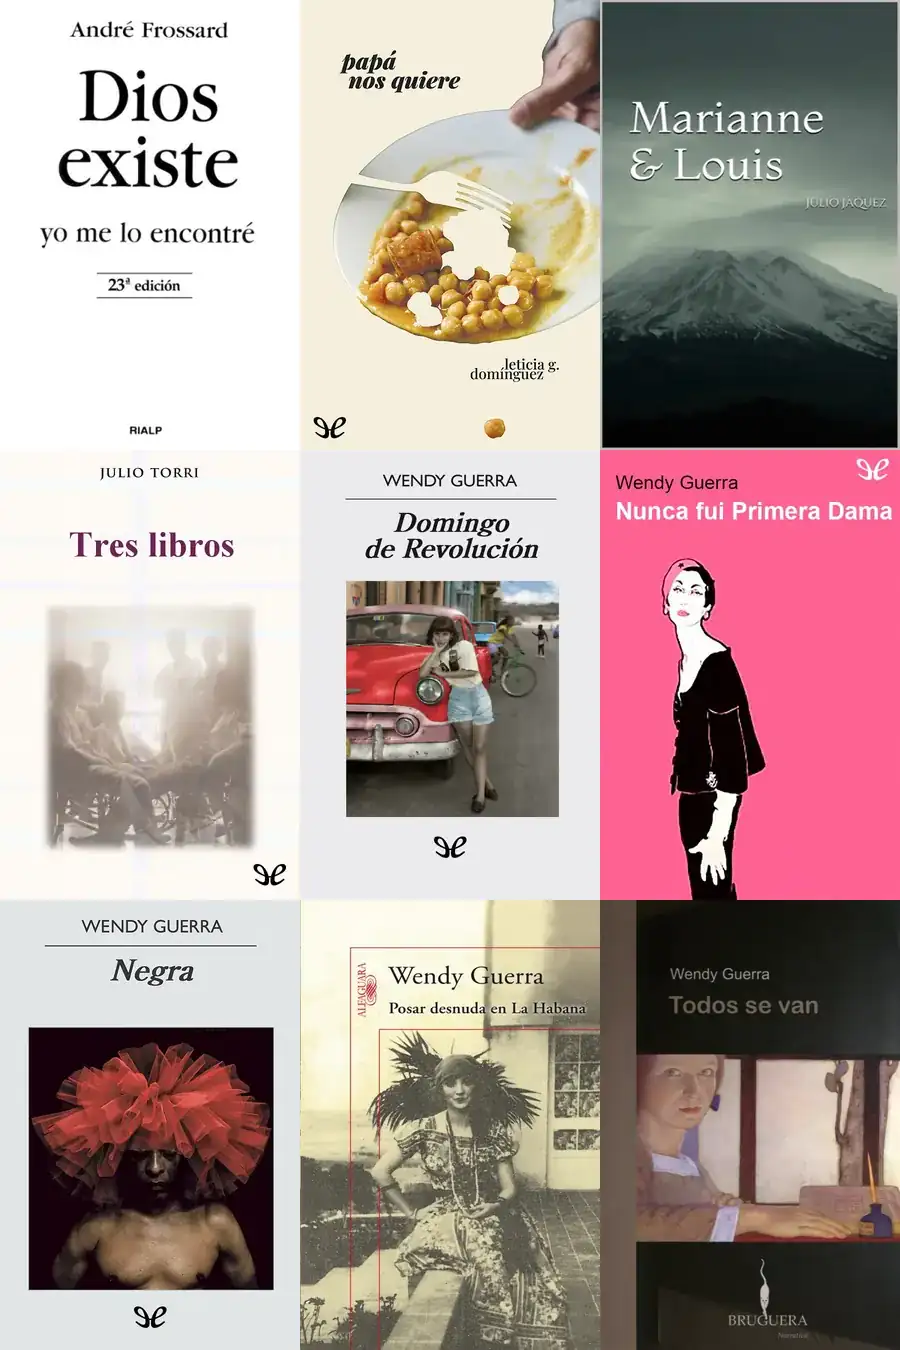 André Frossard
Dios
existe
yo me lo encontré
23ª edición
RIALP
papá
nos quiere
leticia g.
domínguez
Marianne
& Louis
JULIO JAQUEZ
JULIO TORRI
Tres libros
WENDY GUERRA
Domingo
de Revolución
Wendy Guerra
Nunca fui Primera Dama
WENDY GUERRA
Negra
ALFAGUARA
Wendy Guerra
Posar desnuda en La Habana
Wendy Guerra
Todos se van
BRUGUERA
Narrativa